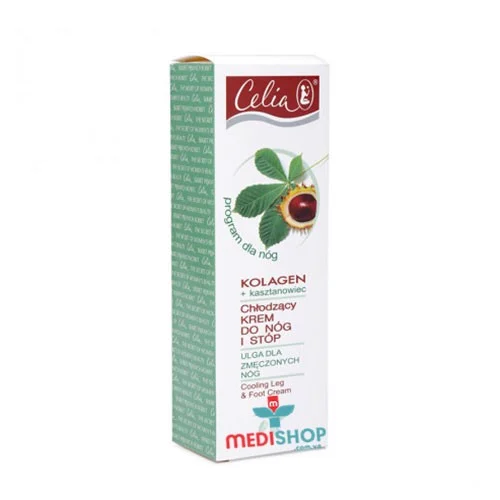 Celia®
program dla nóg
KOLAGEN
+ kasztanowiec
Chłodzący
KREM
DO NÓG
I STÓP
ULGA DLA
ZMĘCZONYCH
NÓG
Cooling Leg
& Foot Cream
m
MEDISHOP
.com.ua